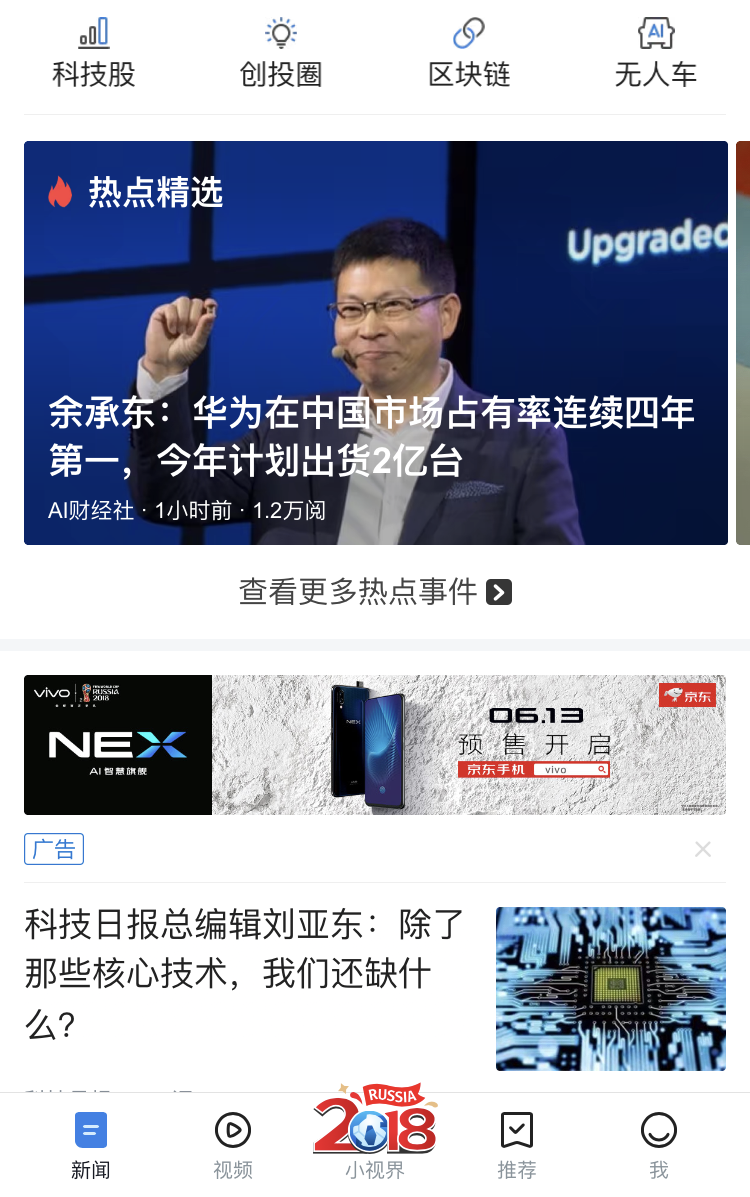 科技股
创投圈
区块链
AI
无人车
热点精选
Upgraded
余承东：华为在中国市场占有率连续四年
第一，今年计划出货2亿台
AI财经社 · 1小时前 · 1.2万阅
查看更多热点事件
vivo
RUSSIA
2018
NEX
AI智慧旗舰
NEX
06.13
预售开启
京东手机 vivo
京东
广告
科技日报总编辑刘亚东：除了
那些核心技术，我们还缺什
么?
RUSSIA
2018
新闻
视频
小视界
推荐
我